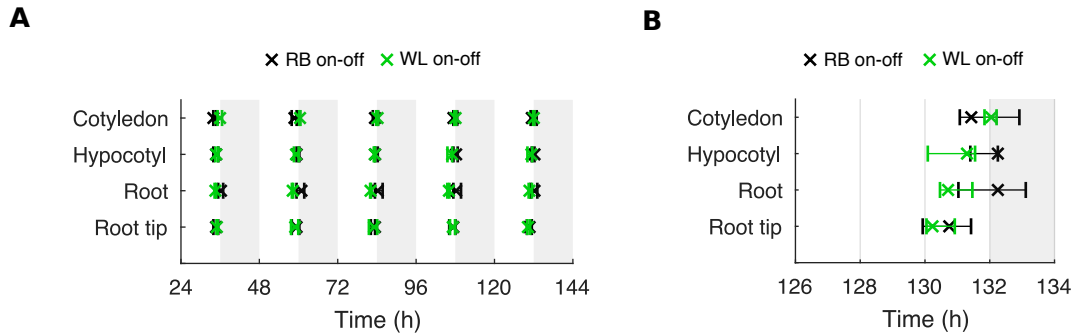 A
B
RB on-off WL on-off
RB on-off WL on-off
Cotyledon
Hypocotyl
Root
Root tip
24 48 72 96 120 144
Time (h)
Cotyledon
Hypocotyl
Root
Root tip
126 128 130 132 134
Time (h)